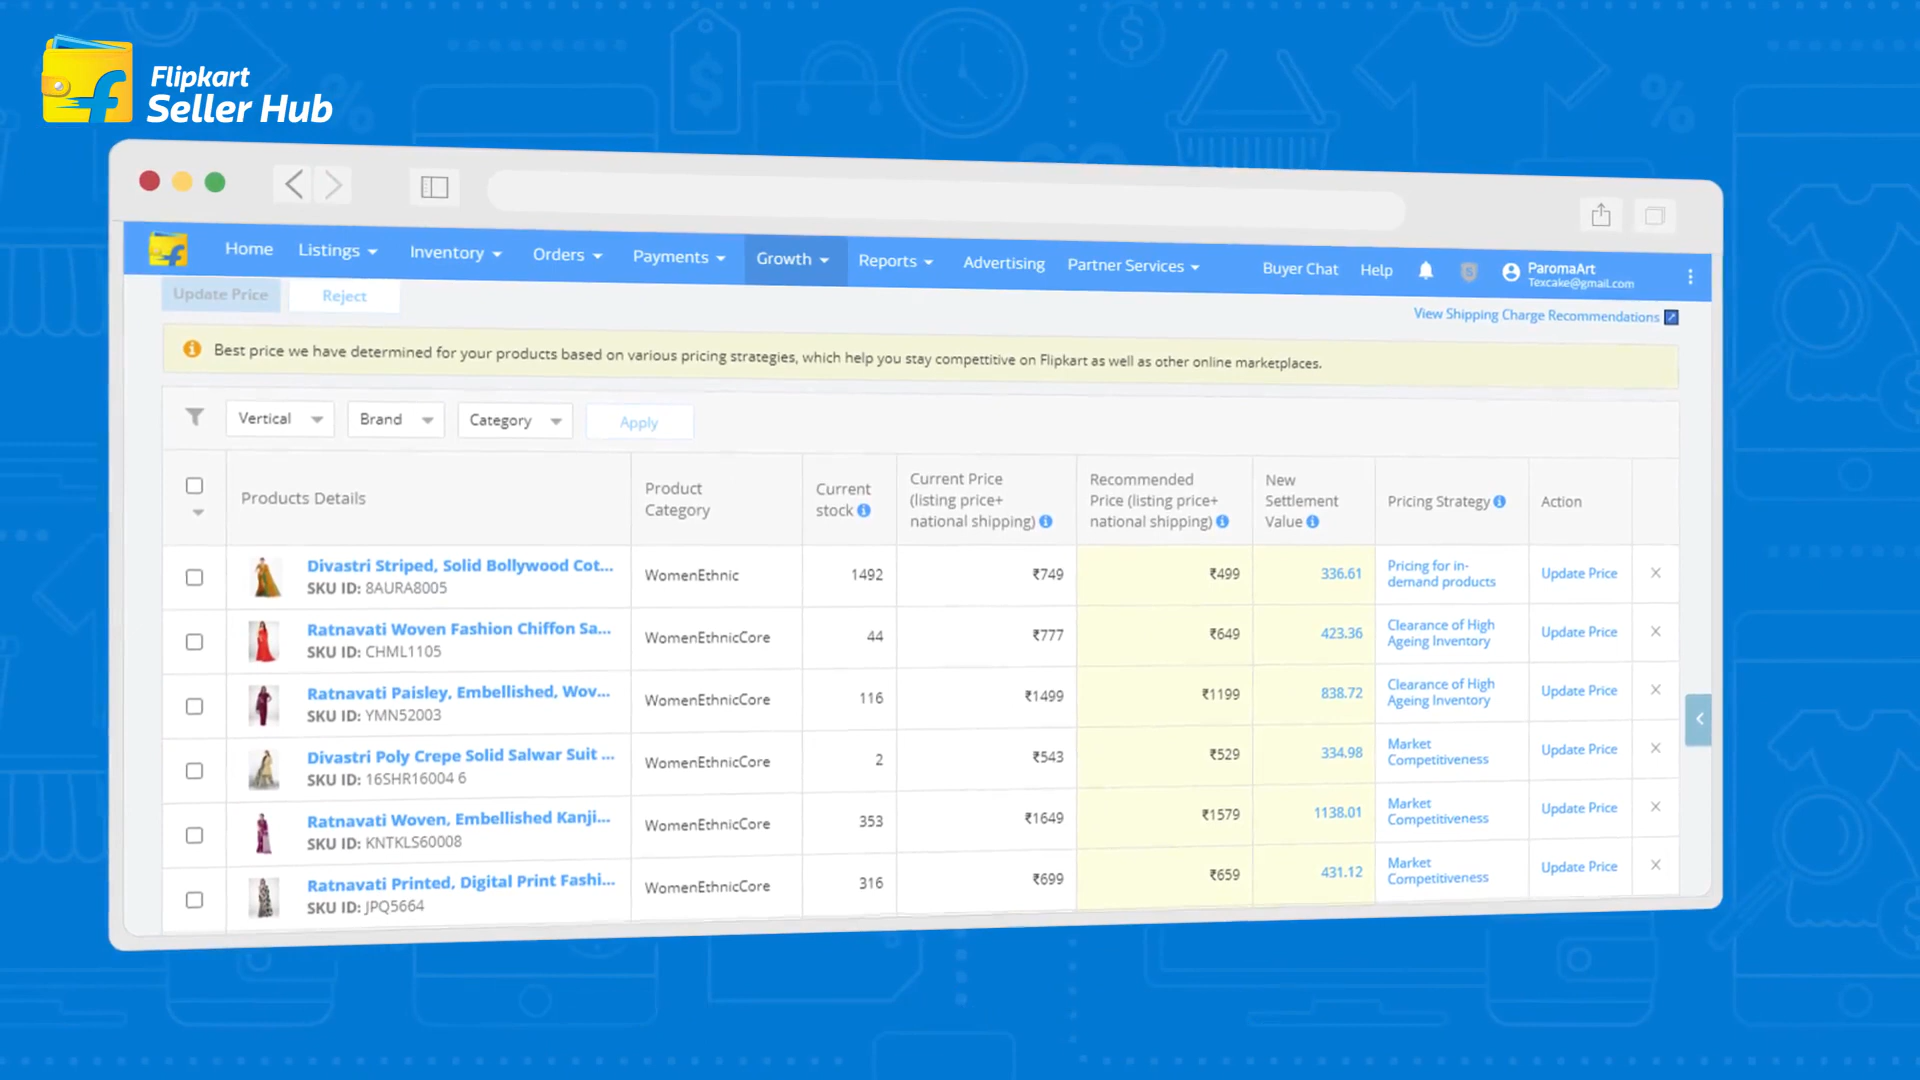 Flipkart
Seller Hub
Home Listings Inventory Orders Payments Growth Reports Advertising Partner Services Buyer Chat Help ParomaArt
Texcake@gmail.com
Update Price Reject
View Shipping Charge Recommendations
Best price we have determined for your products based on various pricing strategies, which help you stay compettitive on Flipkart as well as other online marketplaces.
Vertical Brand Category Apply
Products Details
Product
Category
Current
stock
Current Price
(listing price+
national shipping)
Recommended
Price (listing price+
national shipping)
New
Settlement
Value
Pricing Strategy
Action
Divastri Striped, Solid Bollywood Cot...
SKU ID: 8AURA8005
WomenEthnic
1492
₹749
₹499
336.61
Pricing for in-
demand products
Update Price
Ratnavati Woven Fashion Chiffon Sa...
SKU ID: CHML1105
WomenEthnicCore
44
₹777
₹649
423.36
Clearance of High
Ageing Inventory
Update Price
Ratnavati Paisley, Embellished, Wov...
SKU ID: YMN52003
WomenEthnicCore
116
₹1499
₹1199
838.72
Clearance of High
Ageing Inventory
Update Price
Divastri Poly Crepe Solid Salwar Suit ...
SKU ID: 16SHR16004 6
WomenEthnicCore
2
₹543
₹529
334.98
Market
Competitiveness
Update Price
Ratnavati Woven, Embellished Kanji...
SKU ID: KNTKLS60008
WomenEthnicCore
353
₹1649
₹1579
1138.01
Market
Competitiveness
Update Price
Ratnavati Printed, Digital Print Fashi...
SKU ID: JPQ5664
WomenEthnicCore
316
₹699
₹659
431.12
Market
Competitiveness
Update Price